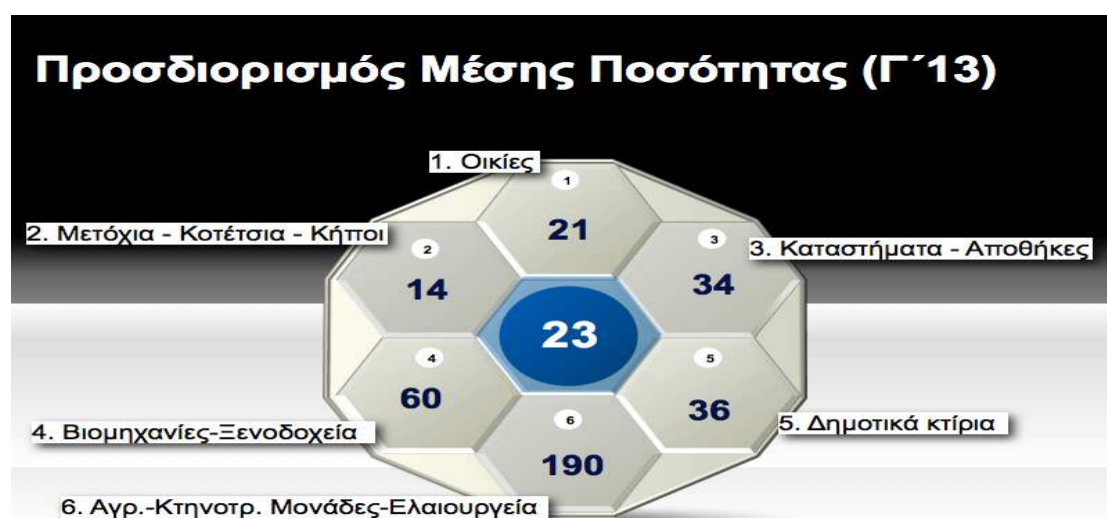 Προσδιορισμός Μέσης Ποσότητας (Γ΄13)
1. Οικίες
1
21
2. Μετόχια - Κοτέτσια - Κήποι
2
14
3
3. Καταστήματα - Αποθήκες
34
23
4
60
5
36
4. Βιομηχανίες-Ξενοδοχεία
5. Δημοτικά κτίρια
6
190
6. Αγρ.-Κτηνοτρ. Μονάδες-Ελαιουργεία